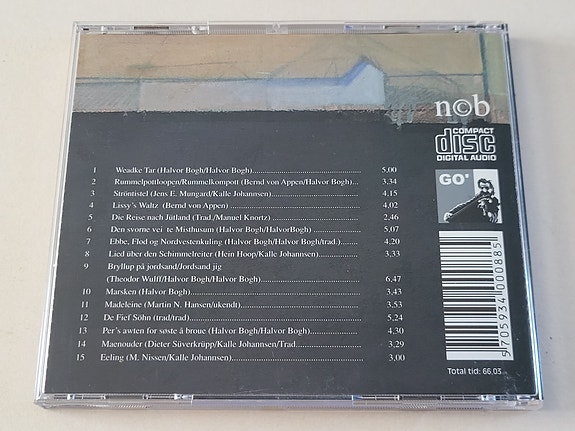 n©b
COMPACT
disc
DIGITAL AUDIO
GO'
1 Weadke Tar (Halvor Bogh/Halvor Bogh)..................................... 5,00
2 Rummelpottloopen/Rummelkompott (Bernd von Appen/Halvor Bogh)... 3,34
3 Ströntistel (Jens E. Mungard/Kalle Johannsen)............................. 4,15
4 Lissy's Waltz (Bernd von Appen)............................................. 4,02
5 Die Reise nach Jütland (Trad./Manuel Knortz)............................. 2,46
6 Den svorne vei te Misthusum (Halvor Bogh/HalvorBogh)................ 5,07
7 Ebbe, Flod og Nordvestenkuling (Halvor Bogh/Halvor Bogh/trad.)....... 4,20
8 Lied über den Schimmelreiter (Hein Hoop/Kalle Johannsen)............. 3,33
9 Bryllup på jordsand/Jordsand jig
(Theodor Wulff/Halvor Bogh/Halvor Bogh)................................ 6,47
10 Marsken (Halvor Bogh)...................................................... 3,43
11 Madeleine (Martin N. Hansen/ukendt)...................................... 3,53
12 De Fief Söhn (trad/trad)................................................... 5,24
13 Per's awten for søste å broue (Halvor Bogh/Halvor Bogh)................ 4,30
14 Maenouder (Dieter Süverkrüpp/Kalle Johannsen/Trad..................... 3,29
15 Eeling (M. Nissen/Kalle Johannsen)........................................ 3,00
5705934000885
Total tid: 66,03